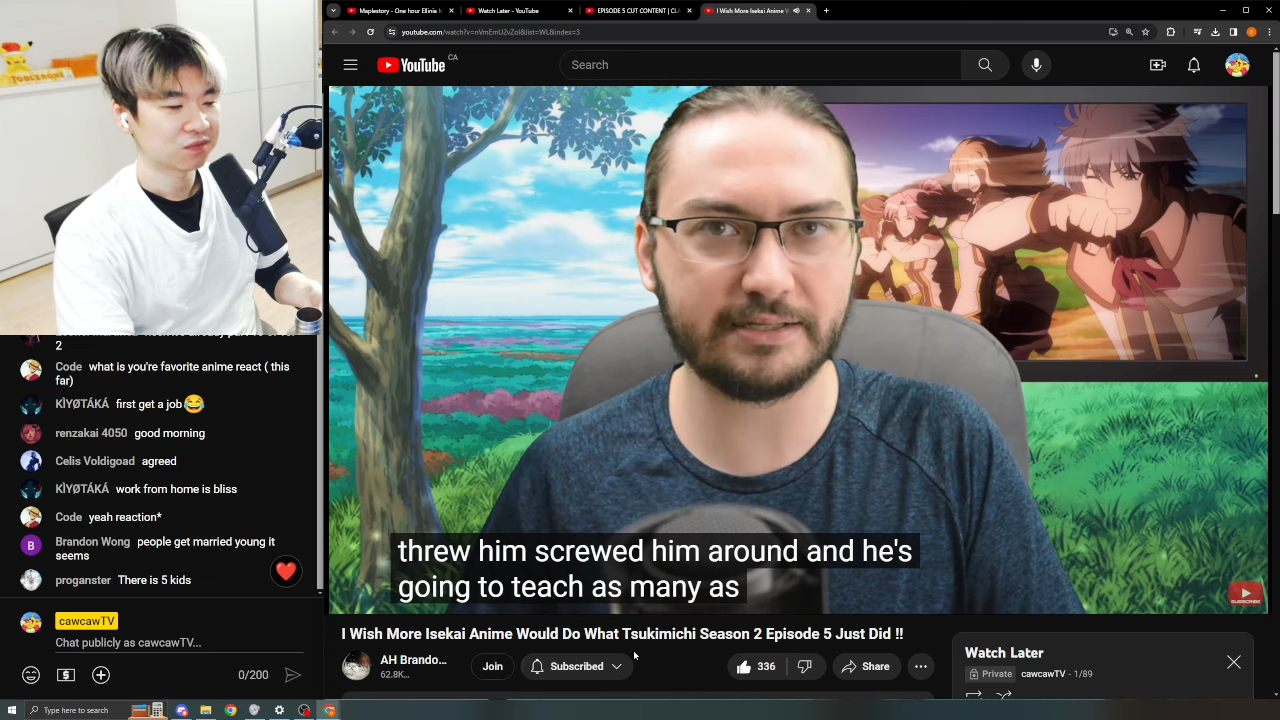 Maplestory - One hour Ellinia
Watch Later - YouTube
EPISODE 5 CUT CONTENT | CL
I Wish More Isekai Anime W
youtube.com/watch?v=nVmEmU2vZoI&list=WL&index=3
YouTube CA
Search
2
Code what is you're favorite anime react ( this
far)
KÌYØTÁKÁ first get a job😂
renzakai 4050 good morning
Celis Voldigoad agreed
KÌYØTÁKÁ work from home is bliss
Code yeah reaction*
B
Brandon Wong people get married young it
seems
proganster There is 5 kids
cawcawTV
Chat publicly as cawcawTV...
0/200
threw him screwed him around and he's
going to teach as many as
SUBSCRIBE
I Wish More Isekai Anime Would Do What Tsukimichi Season 2 Episode 5 Just Did !!
AH Brando...
62.8K...
Join
Subscribed
336
Share
Watch Later
Private cawcawTV - 1/89
Type here to search